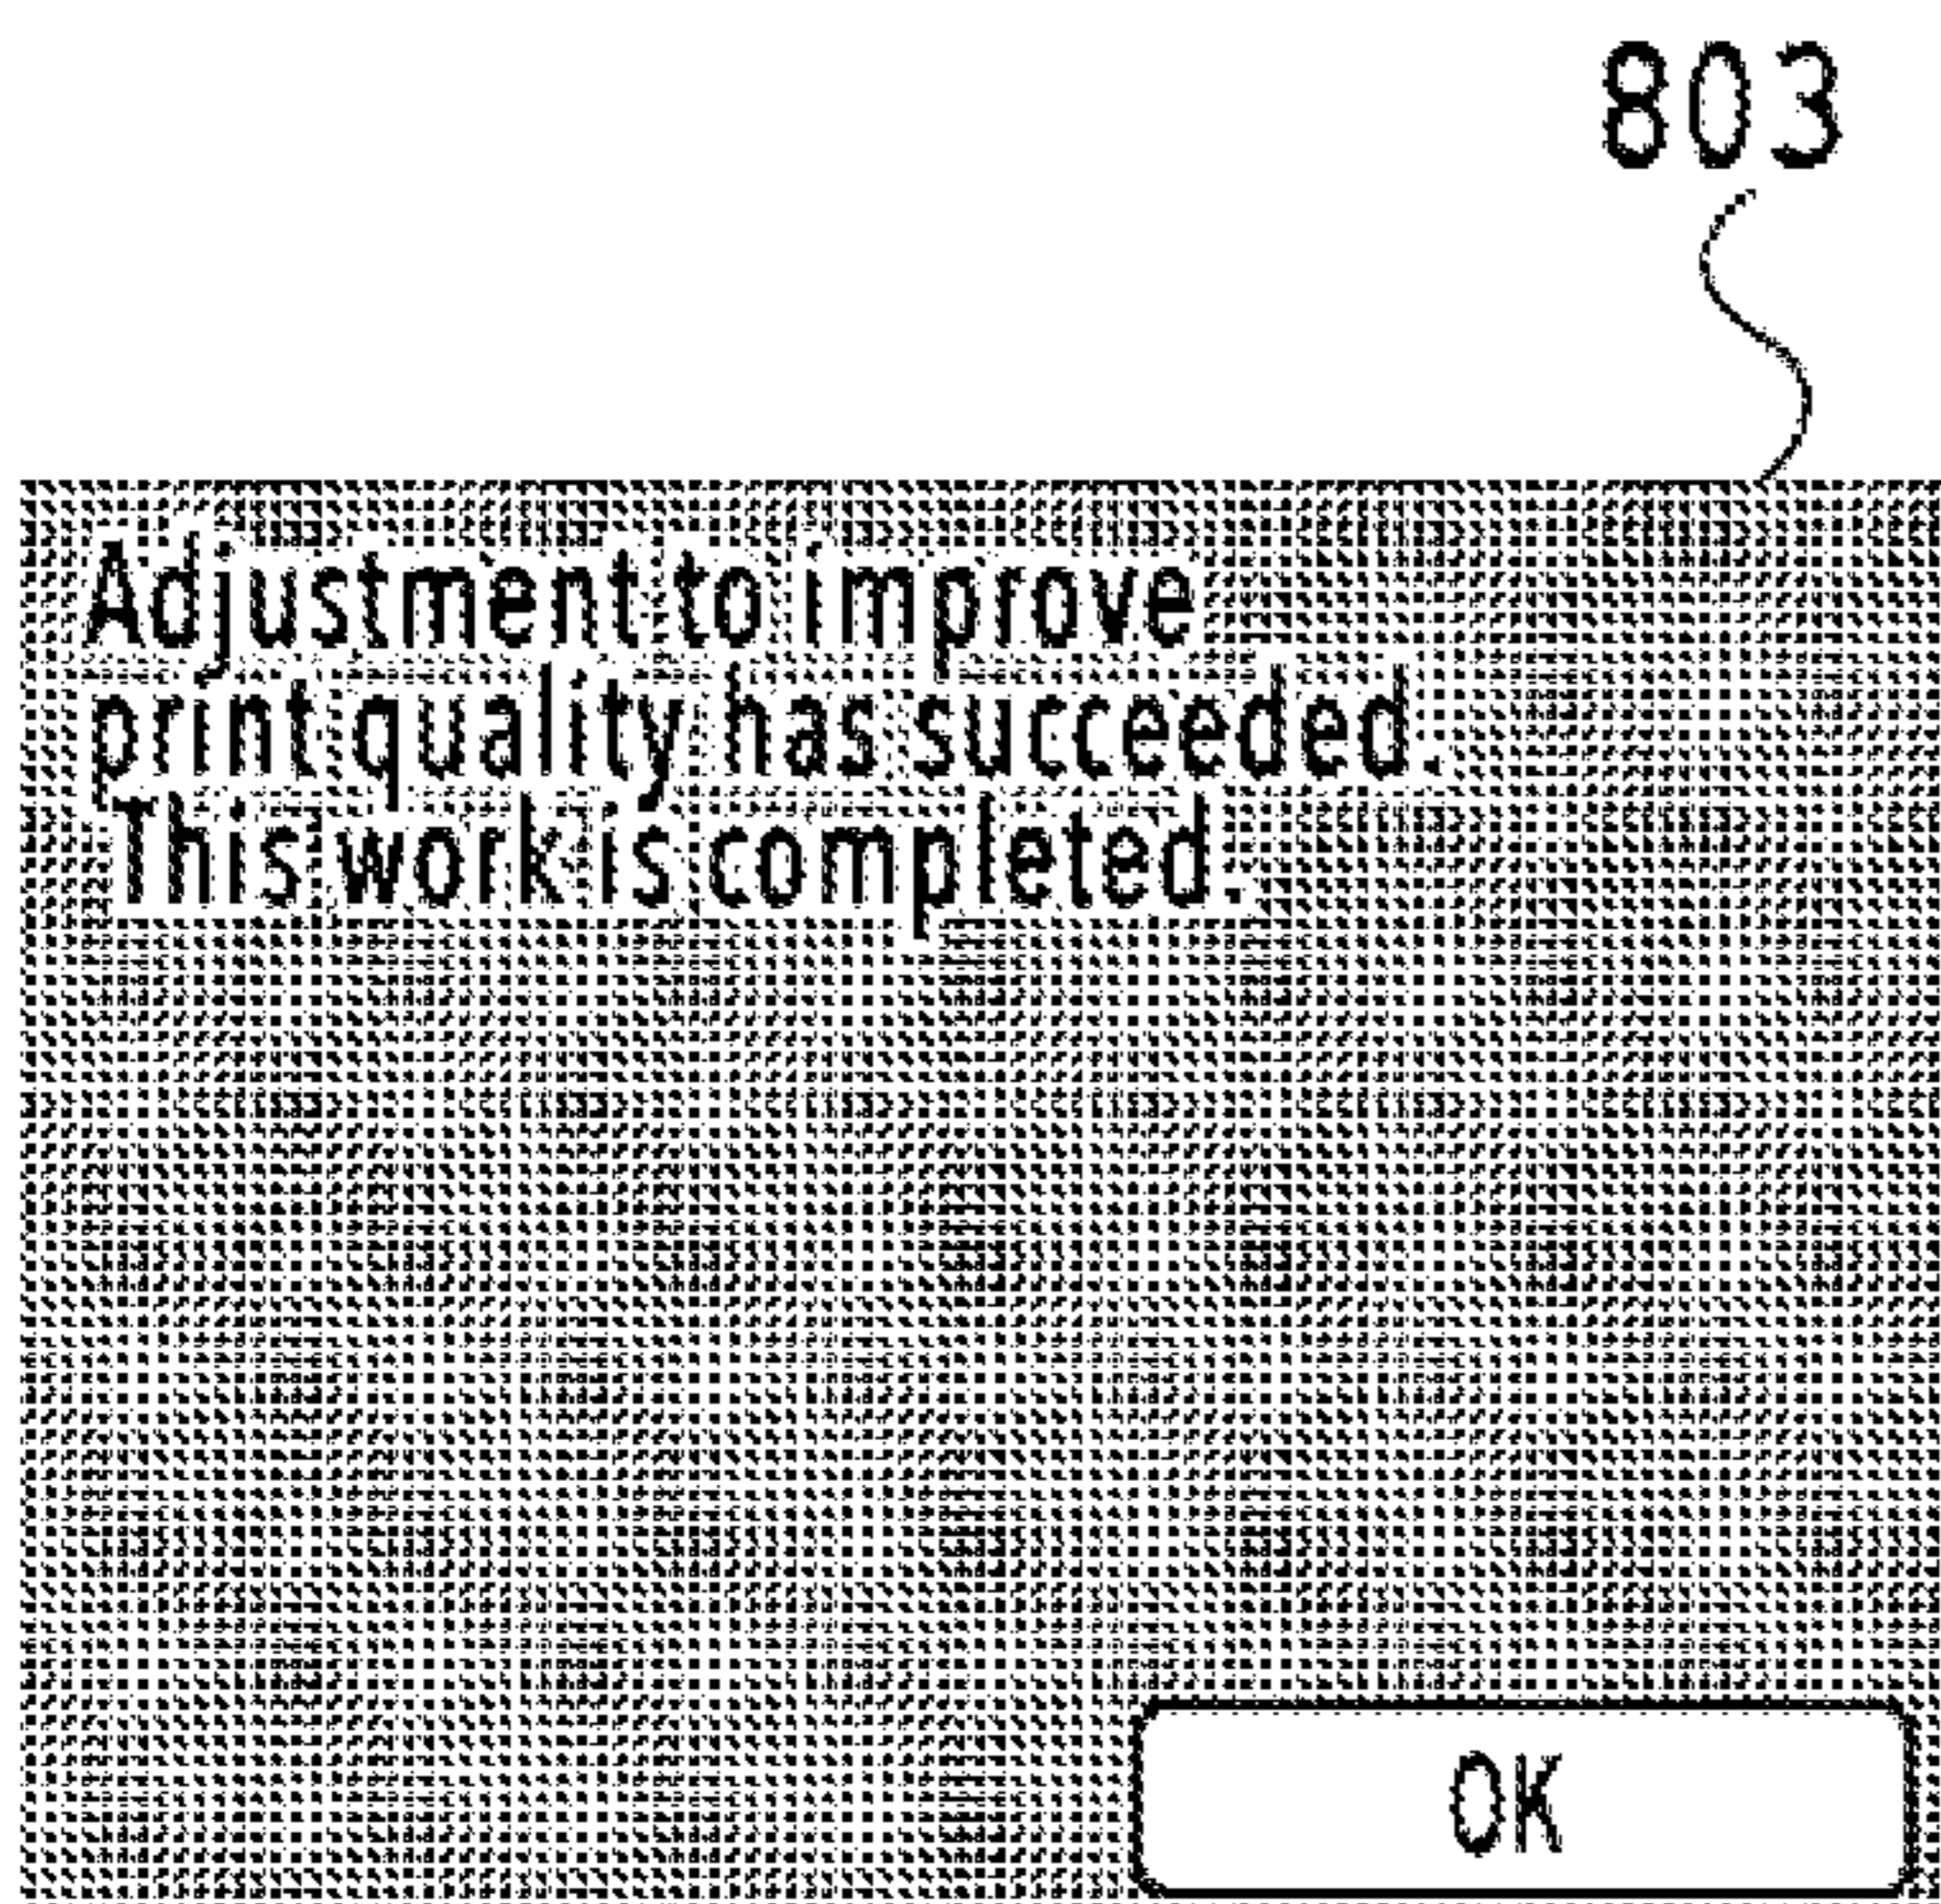 803
Adjustment to improve
print quality has succeeded.
This work is completed.
OK